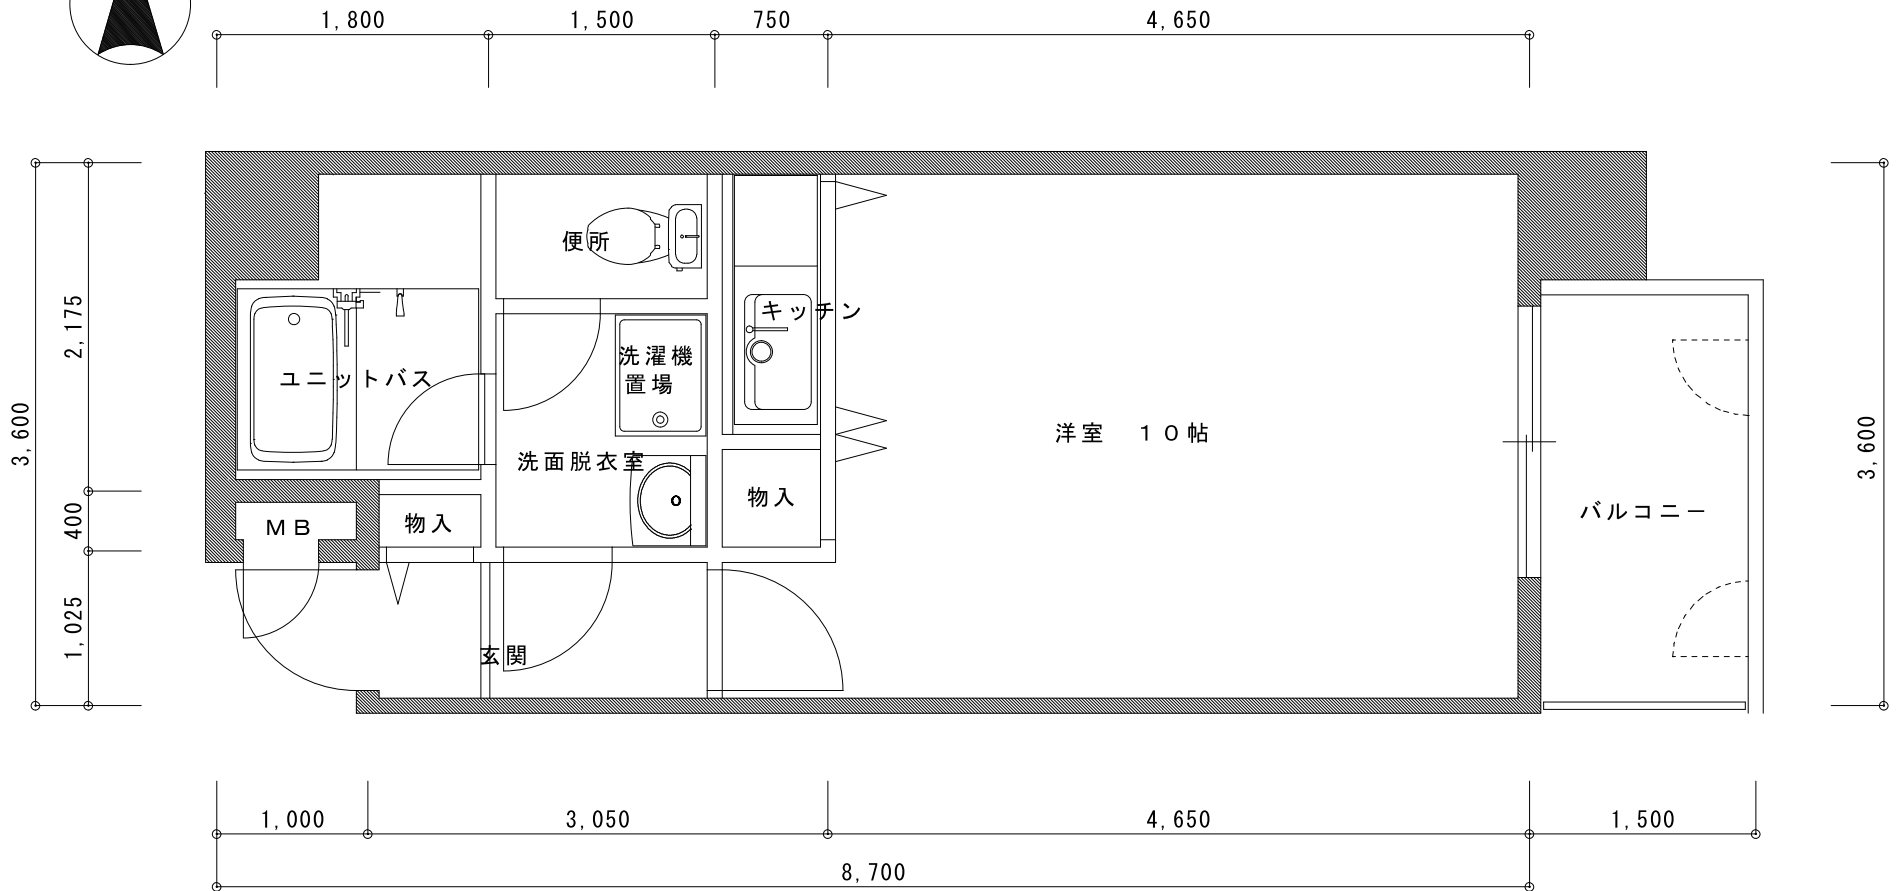 1,800
1,500
750
4,650
便所
キッチン
洗濯機
置場
ユニットバス
洗面脱衣室
洋室 10帖
物入
物入
MB
バルコニー
玄関
3,600
2,175
400
1,025
3,600
1,000
3,050
4,650
1,500
8,700